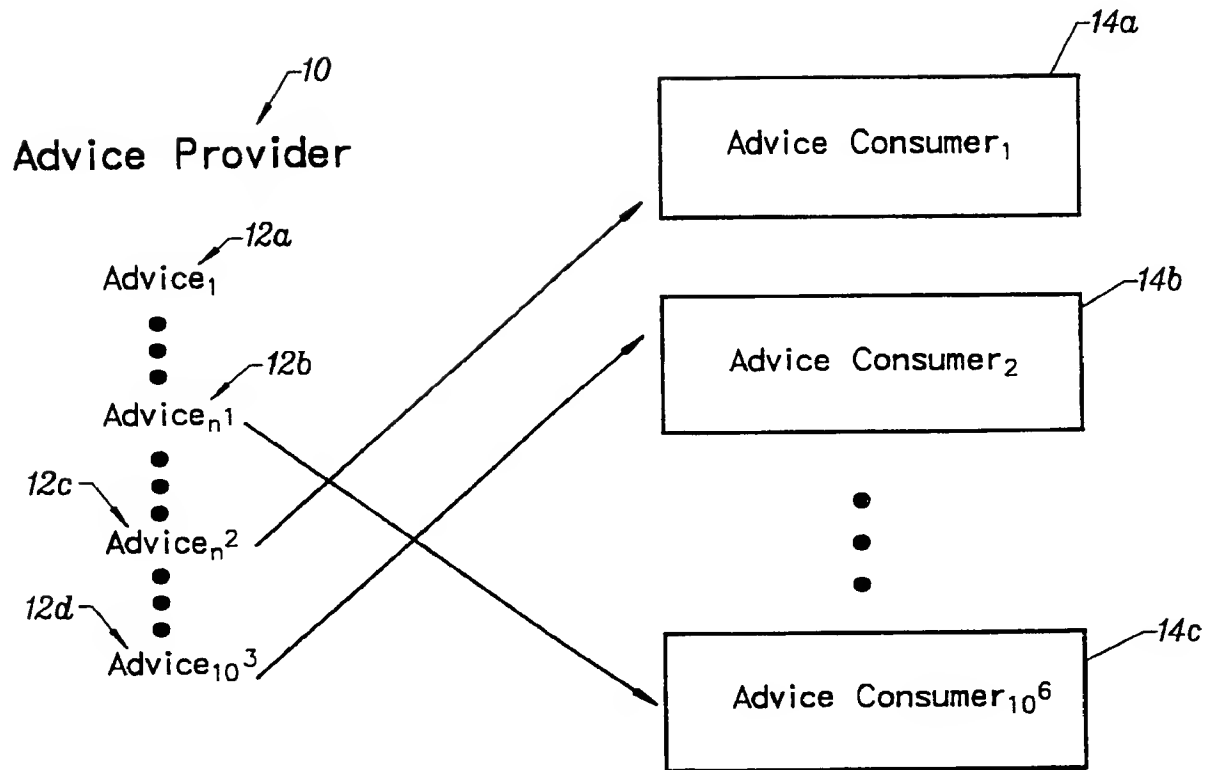 10
Advice Provider
12a
Advice₁
12b
Adviceₙ1
12c
Adviceₙ2
12d
Advice₁₀3
14a
Advice Consumer₁
14b
Advice Consumer₂
14c
Advice Consumer₁₀6